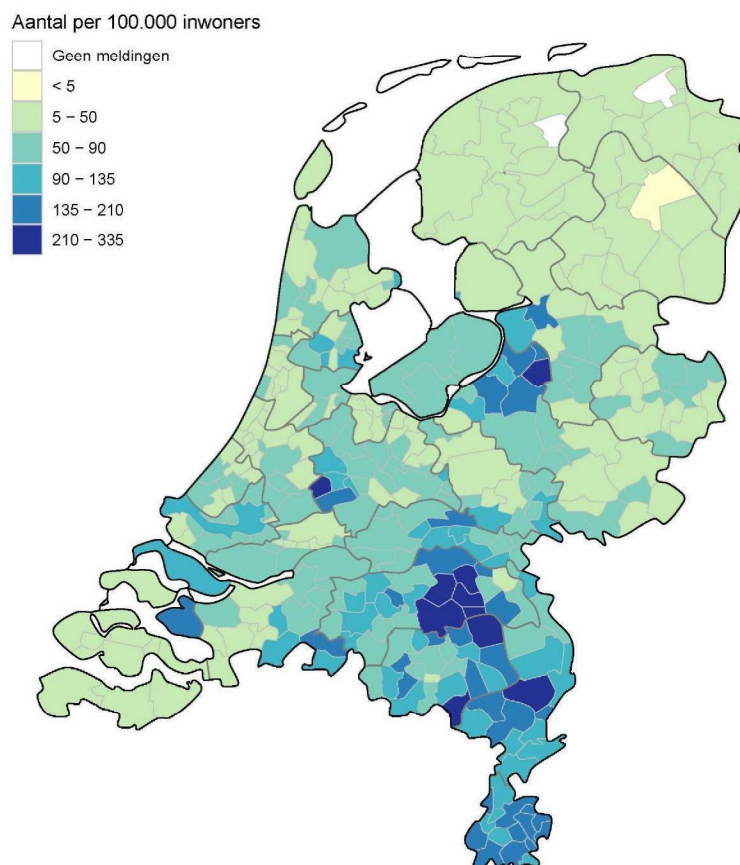 Aantal per 100.000 inwoners
Geen meldingen
< 5
5 – 50
50 – 90
90 – 135
135 – 210
210 – 335